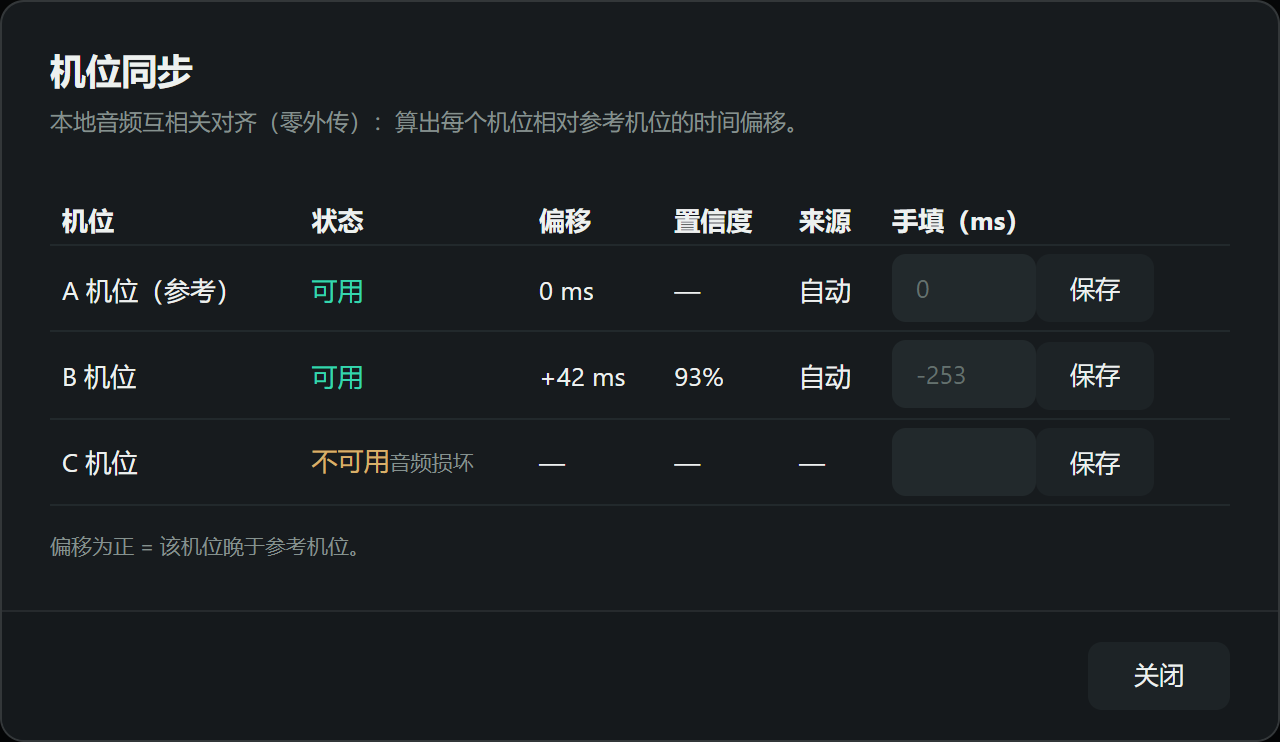 机位同步
本地音频互相关对齐（零外传）：算出每个机位相对参考机位的时间偏移。
机位 状态 偏移 置信度 来源 手填（ms）
A 机位（参考） 可用 0 ms — 自动 0 保存
B 机位 可用 +42 ms 93% 自动 -253 保存
C 机位 不可用音频损坏 — — — 保存
偏移为正 = 该机位晚于参考机位。
关闭